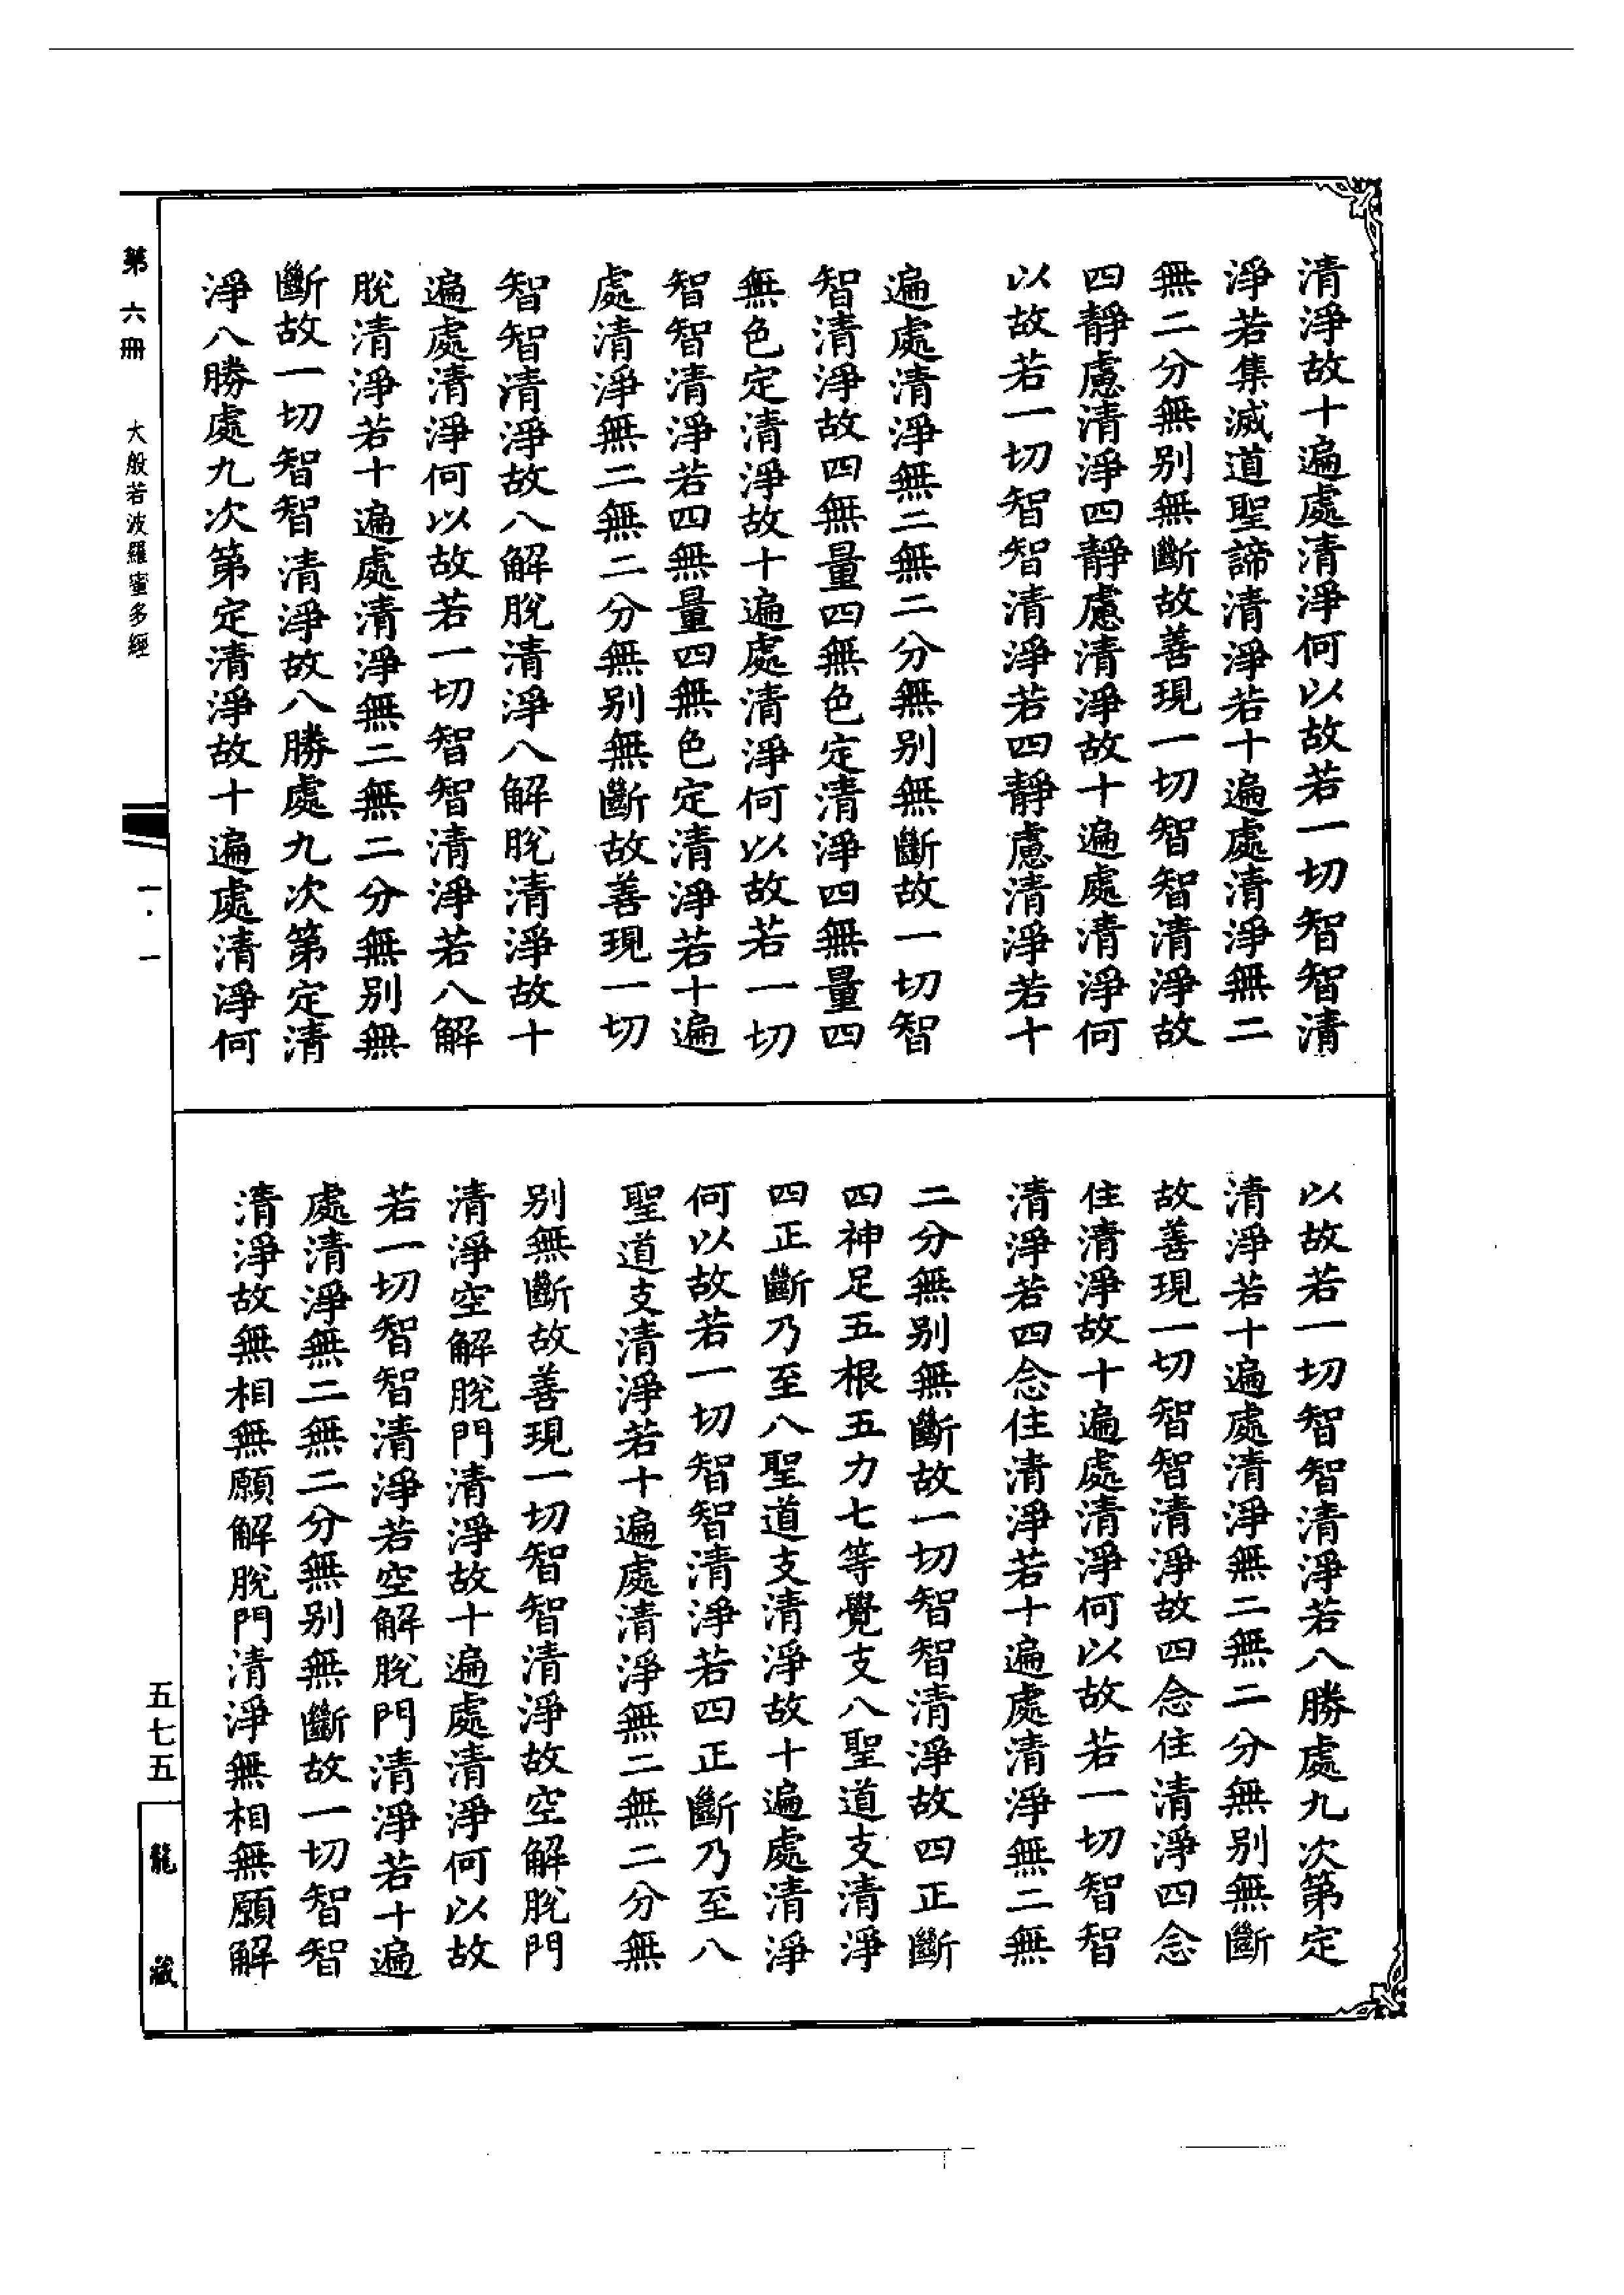 清淨故十遍處清淨何以故若一切智智清
淨若集滅道聖諦清淨若十遍處清淨無二
無二分無别無斷故善現一切智智清淨故
四靜慮清淨四靜慮清淨故十遍處清淨何
以故若一切智智清淨若四靜慮清淨若十
遍處清淨無二無二分無别無斷故一切智
智清淨故四無量四無色定清淨四無量四
無色定清淨故十遍處清淨何以故若一切
智智清淨若四無量四無色定清淨若十遍
處清淨無二無二分無别無斷故善現一切
智智清淨故八解脫清淨八解脫清淨故十
遍處清淨何以故若一切智智清淨若八解
脫清淨若十遍處清淨無二無二分無别無
斷故一切智智清淨故八勝處九次第定清
淨八勝處九次第定清淨故十遍處清淨何
以故若一切智智清淨若八勝處九次第定
清淨若十遍處清淨無二無二分無别無斷
故善現一切智智清淨故四念住清淨四念
住清淨故十遍處清淨何以故若一切智智
清淨若四念住清淨若十遍處清淨無二無
二分無别無斷故一切智智清淨故四正斷
四神足五根五力七等覺支八聖道支清淨
四正斷乃至八聖道支清淨故十遍處清淨
何以故若一切智智清淨若四正斷乃至八
聖道支清淨若十遍處清淨無二無二分無
别無斷故善現一切智智清淨故空解脫門
清淨空解脫門清淨故十遍處清淨何以故
若一切智智清淨若空解脫門清淨若十遍
處清淨無二無二分無别無斷故一切智智
清淨故無相無願解脫門清淨無相無願解
第六冊 大般若波羅蜜多經 一·一 五七五 龍藏